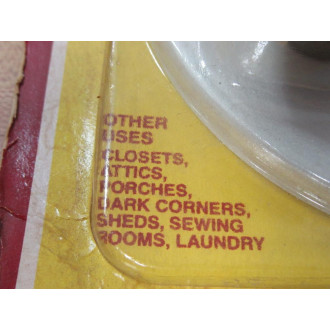 OTHER
USES
CLOSETS,
ATTICS,
PORCHES,
DARK CORNERS,
SHEDS, SEWING
ROOMS, LAUNDRY